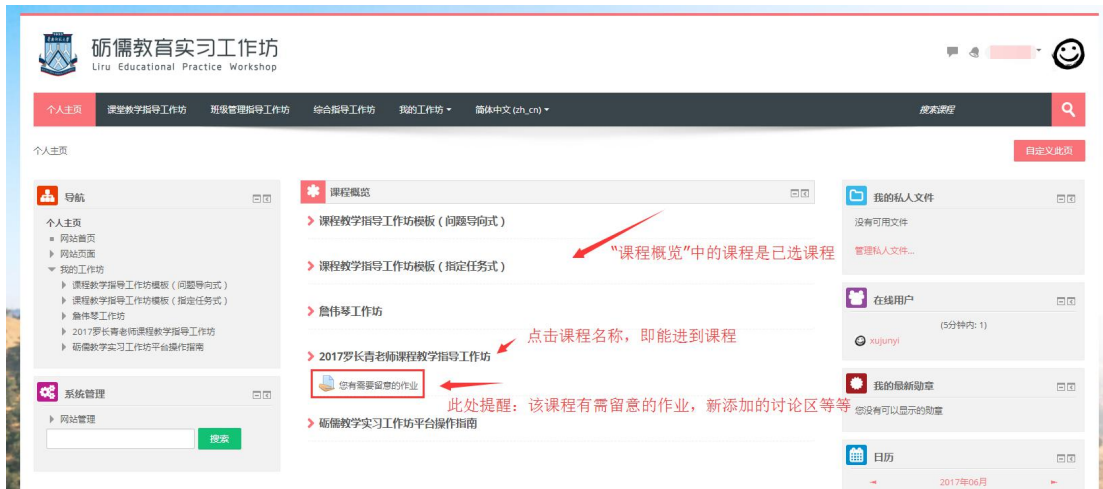 砺儒教育实习工作坊
Liru Educational Practice Workshop
个人主页 课堂教学指导工作坊 班级管理指导工作坊 综合指导工作坊 我的工作坊 简体中文 (zh_cn) 搜索课程
个人主页 自定义此页
导航
个人主页
网站首页
网站页面
我的工作坊
课程教学指导工作坊模板(问题导向式)
课程教学指导工作坊模板(指定任务式)
詹伟琴工作坊
2017罗长青老师课程教学指导工作坊
砺儒教学实习工作坊平台操作指南
系统管理
网站管理
搜索
课程概览
课程教学指导工作坊模板(问题导向式)
"课程概览"中的课程是已选课程
课程教学指导工作坊模板(指定任务式)
詹伟琴工作坊
点击课程名称,即能进到课程
2017罗长青老师课程教学指导工作坊
您有需要留意的作业
此处提醒:该课程有需留意的作业,新添加的讨论区等等
砺儒教学实习工作坊平台操作指南
我的私人文件
没有可用文件
管理私人文件...
在线用户
(5分钟内: 1)
xujunyi
我的最新勋章
您没有可以显示的勋章
日历
2017年06月